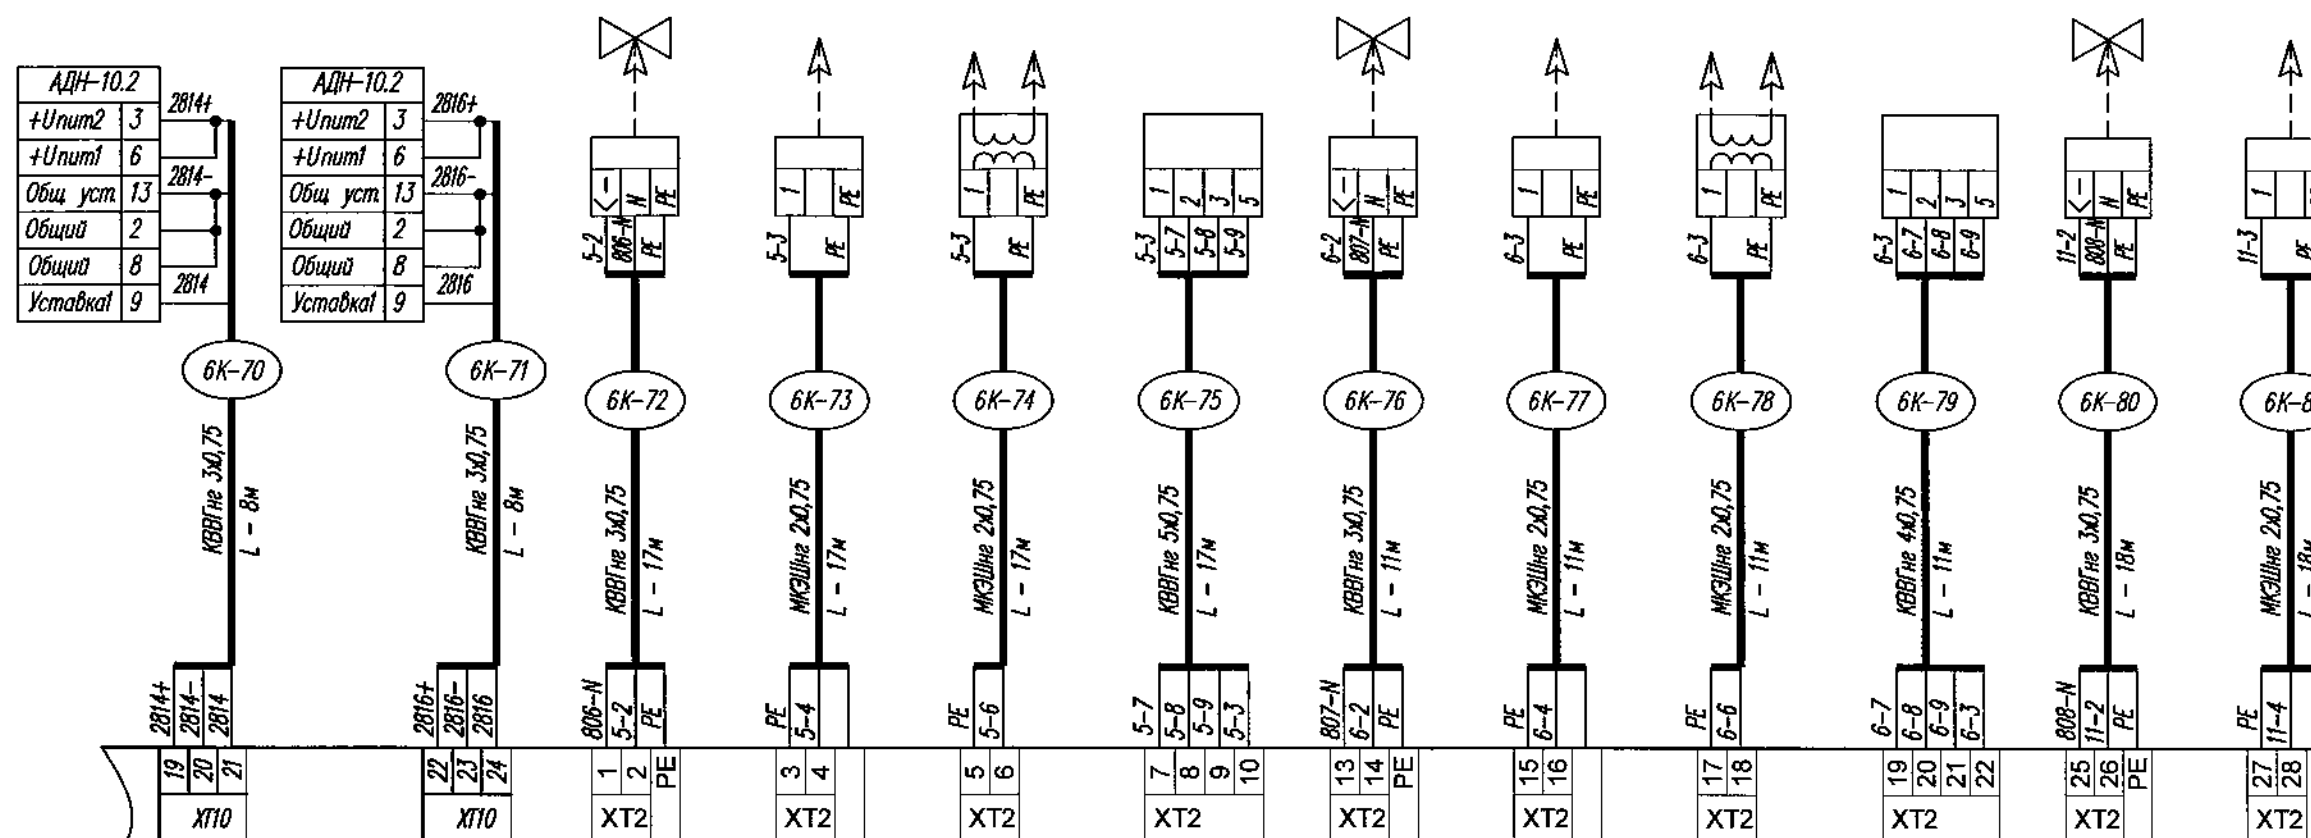 АДН-10.2
+Uпит2 3 2814+
+Uпит1 6
Общ уст. 13 2814-
Общий 2
Общий 8
Уставка1 9 2814
6К-70
КВВГнг 3х0,75
L - 8м
2814+ 2814- 2814
19 20 21
ХТ10
АДН-10.2
+Uпит2 3 2816+
+Uпит1 6
Общ уст. 13 2816-
Общий 2
Общий 8
Уставка1 9 2816
6К-71
КВВГнг 3х0,75
L - 8м
2816+ 2816- 2816
22 23 24
ХТ10
N PE
5-2 806-N PE
6К-72
КВВГнг 3х0,75
L - 17м
806-N 5-2 PE
1 2 PE
ХТ2
1 PE
5-3 PE
6К-73
МКЭШнг 2х0,75
L - 17м
PE 5-4
3 4
ХТ2
1 PE
5-3 PE
6К-74
МКЭШнг 2х0,75
L - 17м
PE 5-6
5 6
ХТ2
1 2 3 5
5-3 5-7 5-8 5-9
6К-75
КВВГнг 5х0,75
L - 17м
5-7 5-8 5-9 5-3
7 8 9 10
ХТ2
N PE
6-2 807-N PE
6К-76
КВВГнг 3х0,75
L - 11м
807-N 6-2 PE
13 14 PE
ХТ2
1 PE
6-3 PE
6К-77
МКЭШнг 2х0,75
L - 11м
PE 6-4
15 16
ХТ2
1 PE
6-3 PE
6К-78
МКЭШнг 2х0,75
L - 11м
PE 6-6
17 18
ХТ2
1 2 3 5
6-3 6-7 6-8 6-9
6К-79
КВВГнг 4х0,75
L - 11м
6-7 6-8 6-9 6-3
19 20 21 22
ХТ2
N PE
11-2 808-N PE
6К-80
КВВГнг 3х0,75
L - 18м
808-N 11-2 PE
25 26 PE
ХТ2
1
11-3 PE
6К-8
МКЭШнг 2х0,75
L - 18м
PE 11-4
27 28
ХТ2